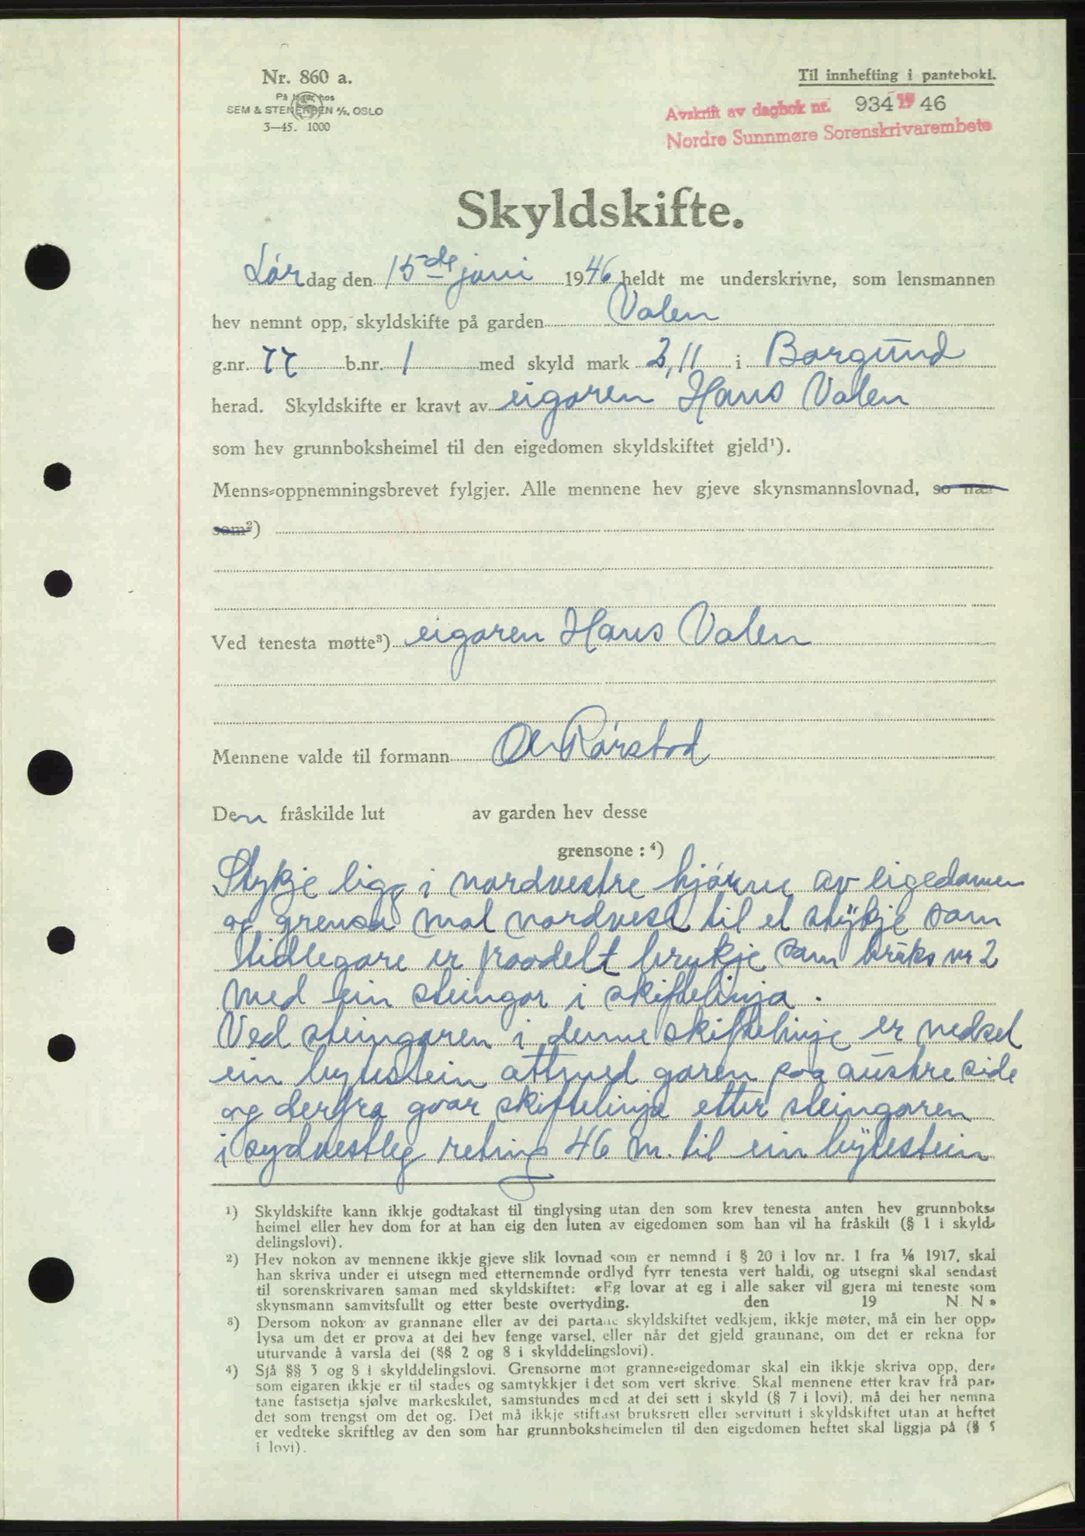 Nr. 860 a.
På lager hos
SEM & STENERSEN A/S, OSLO
3—45. 1000
Til innhefting i pantebokl.
Avskrift av dagbok nr. 934 19 46
Nordre Sunnmøre Sorenskrivarembete
Skyldskifte.
Lør dag den 15de juni 1946 heldt me underskrivne, som lensmannen
hev nemnt opp, skyldskifte på garden Valen
g.nr. 77 b.nr. 1 med skyld mark 2,11 i Borgund
herad. Skyldskifte er kravt av eigaren Hans Valen
som hev grunnboksheimel til den eigedomen skyldskiftet gjeld¹).
Menns-oppnemningsbrevet fylgjer. Alle mennene hev gjeve skynsmannslovnad, so nær
som²)
Ved tenesta møtte³) eigaren Hans Valen
Mennene valde til formann Ole Rørstad
Den fråskilde lut av garden hev desse
grensone : ⁴)
Stykje ligg i nordvestre hjørne av eigedomen
og grensa mot nordvest til et stykje som
tidlegare er fraadelt brukje som bruks nr 2
med ein steingar i skiftelinja.
Ved steingaren i denne skiftelinje er nedset
ein bytestein attmed garen paa austre side
og derfra gaar skiftelinja etter steingaren
i sydvestleg retning 46 m. til ein bytestein
¹) Skyldskifte kann ikkje godtakast til tinglysing utan den som krev tenesta anten hev grunnboks-
heimel eller hev dom for at han eig den luten av eigedomen som han vil ha fråskilt (§ 1 i skyld-
delingslovi).
²) Hev nokon av mennene ikkje gjeve slik lovnad som er nemnd i § 20 i lov nr. 1 fra 1/6 1917, skal
han skriva under ei utsegn med etternemnde ordlyd fyrr tenesta vert haldi, og utsegni skal sendast
til sorenskrivaren saman med skyldskiftet: «Eg lovar at eg i alle saker vil gjera mi teneste som
skynsmann samvitsfullt og etter beste overtyding. den 19 N. N.»
³) Dersom nokon av grannane eller av dei partane skyldskiftet vedkjem, ikkje møter, må ein her opp-
lysa um det er prova at dei hev fenge varsel, eller når det gjeld grannane, om det er rekna for
uturvande å varsla dei (§§ 2 og 8 i skylddelingslovi).
⁴) Sjå §§ 3 og 8 i skylddelingslovi. Grensorne mot granne-eigedomar skal ein ikkje skriva opp, der-
som eigaren ikkje er til stades og samtykkjer i det som vert skrive. Skal mennene etter krav frå par-
tane fastsetja sjølve markeskilet, samstundes med at dei sett i skyld (§ 7 i lovi), må dei her nemna
det som trengst om det og. Det må ikkje stiftast bruksrett eller servitutt i skyldskiftet utan at heftet
er vedteke skriftleg av den som har grunnboksheimelen til den eigedomen heftet skal liggja på (§ 5
i lovi).